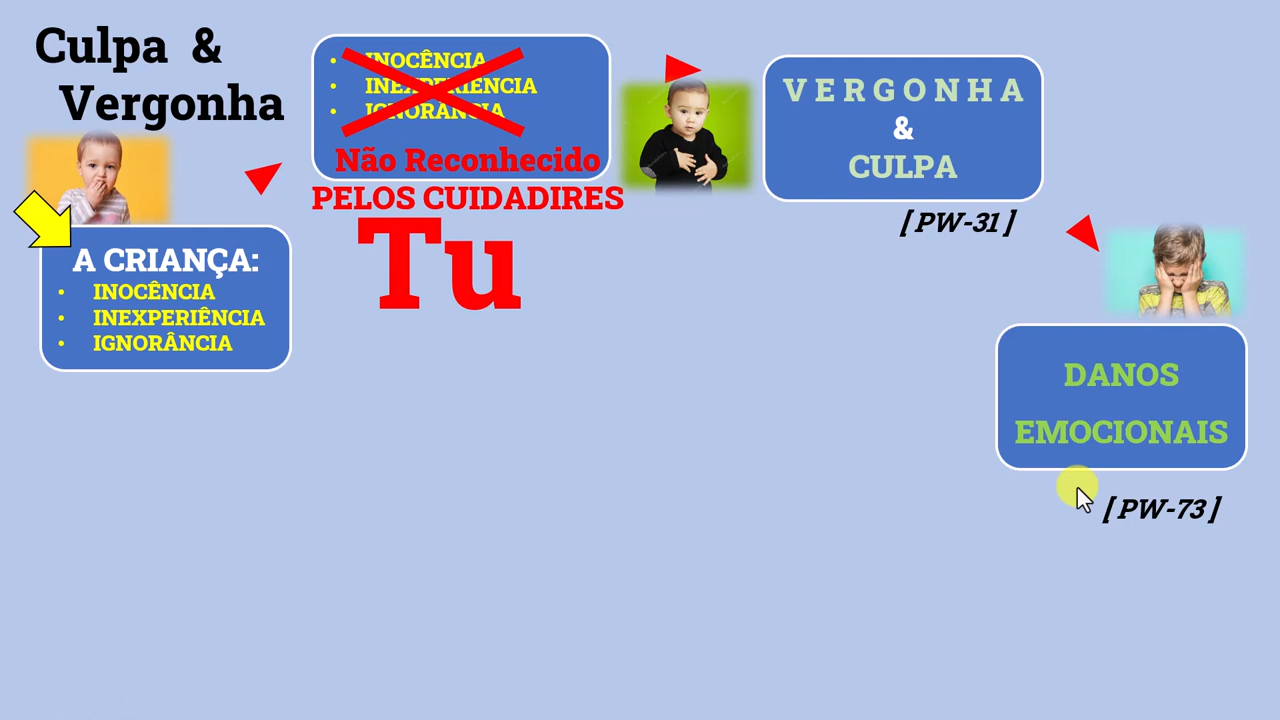 Culpa &
Vergonha
A CRIANÇA:
• INOCÊNCIA
• INEXPERIÊNCIA
• IGNORÂNCIA
• INOCÊNCIA
• INEXPERIÊNCIA
• IGNORÂNCIA
Não Reconhecido
PELOS CUIDADIRES
Tu
VERGONHA
&
CULPA
[ PW-31 ]
DANOS
EMOCIONAIS
[ PW-73 ]